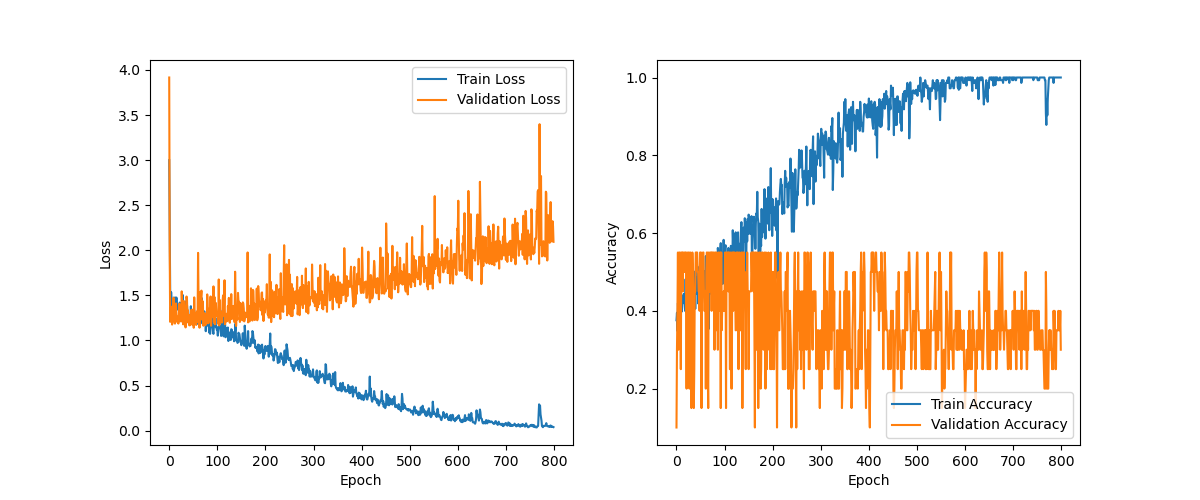 4.0
3.5
3.0
2.5
2.0
1.5
1.0
0.5
0.0
Loss
0 100 200 300 400 500 600 700 800
Epoch
Train Loss
Validation Loss
1.0
0.8
0.6
0.4
0.2
Accuracy
0 100 200 300 400 500 600 700 800
Epoch
Train Accuracy
Validation Accuracy